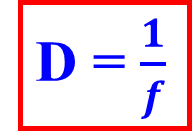 D = 1/f